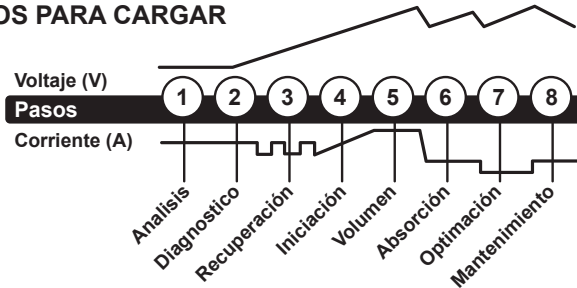 OS PARA CARGAR
Voltaje (V)
1 2 3 4 5 6 7 8
Pasos
Corriente (A)
Analisis
Diagnostico
Recuperación
Iniciación
Volumen
Absorción
Optimación
Mantenimiento